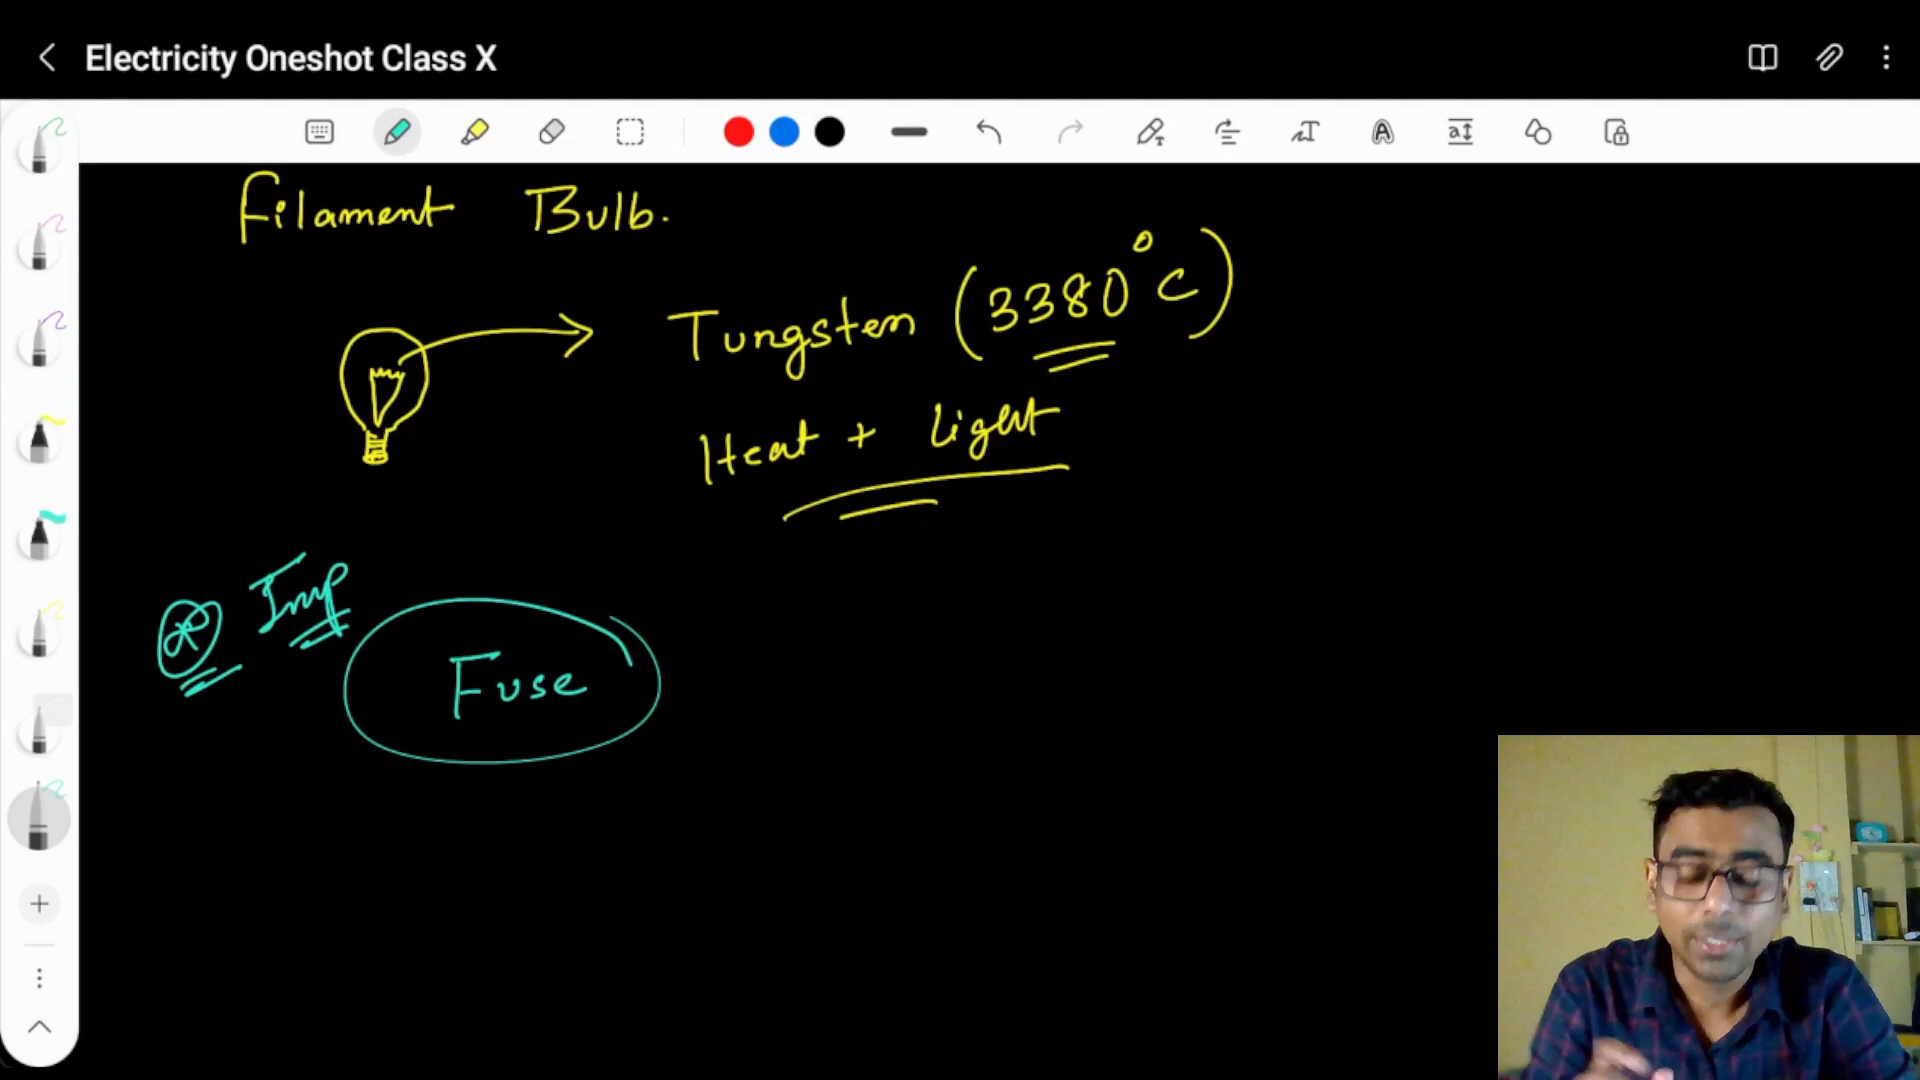 Electricity Oneshot Class X
Filament Bulb.
Tungsten (3380°C)
Heat + Light
Imp
Fuse